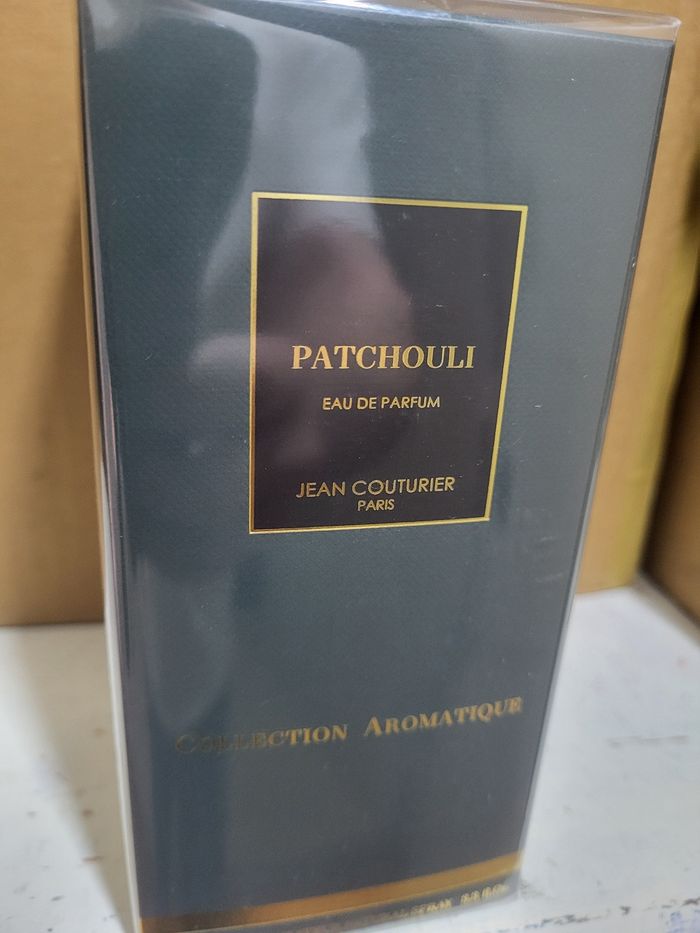 PATCHOULI
EAU DE PARFUM
JEAN COUTURIER
PARIS
COLLECTION AROMATIQUE